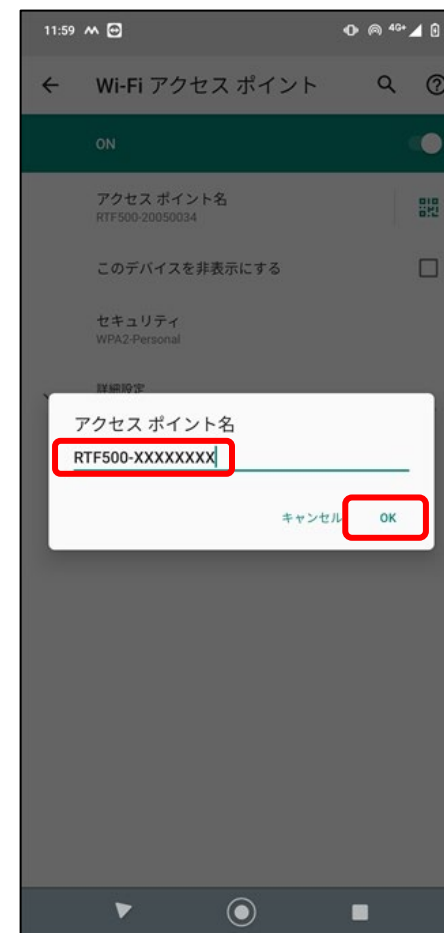 11:59
4G+
Wi-Fi アクセス ポイント
ON
アクセス ポイント名
RTF500-20050034
このデバイスを非表示にする
セキュリティ
WPA2-Personal
詳細設定
アクセス ポイント名
RTF500-XXXXXXXX
キャンセル OK